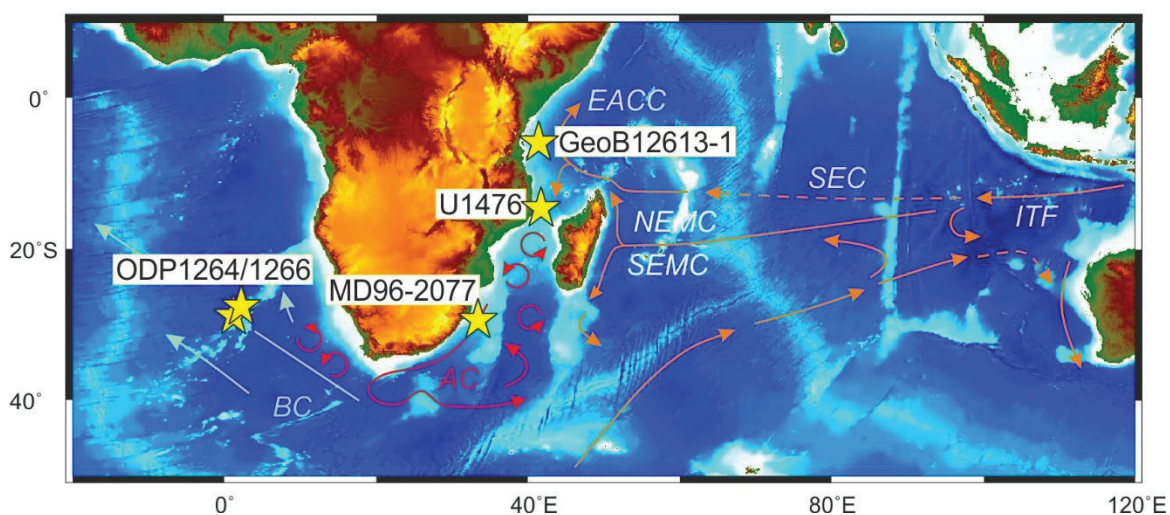 EACC
0°
GeoB12613-1
SEC
U1476
NEMC
ITF
20°S
SEMC
ODP1264/1266
MD96-2077
AC
40°
BC
0°
40°E
80°E
120°E